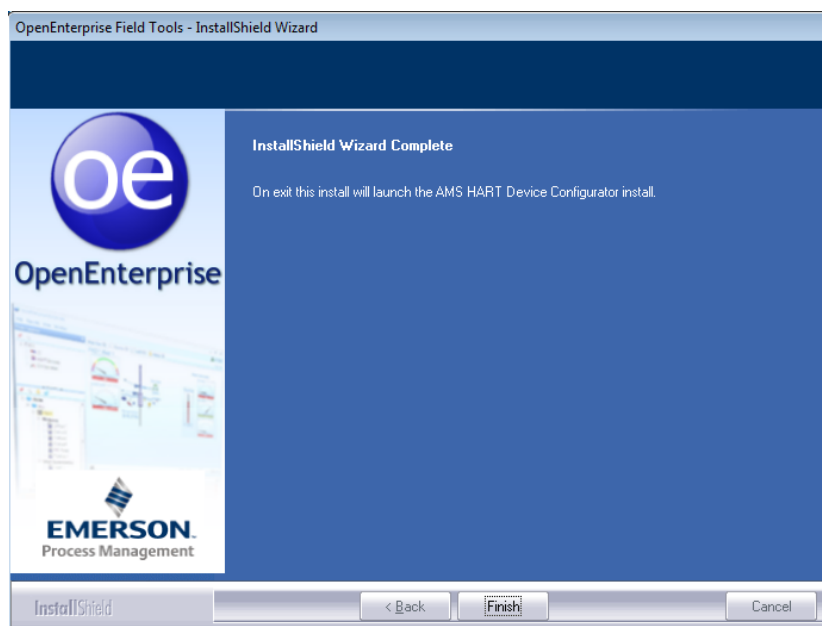 OpenEnterprise Field Tools - InstallShield Wizard
oe
OpenEnterprise
EMERSON.
Process Management
InstallShield Wizard Complete
On exit this install will launch the AMS HART Device Configurator install.
InstallShield
< Back
Finish
Cancel